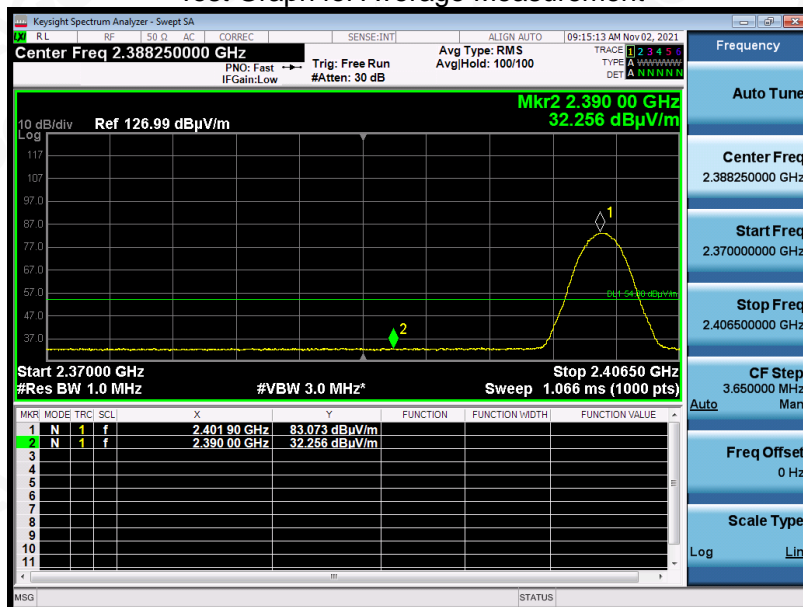 Test Graph for Average Measurement
Keysight Spectrum Analyzer - Swept SA
LXI RL RF 50 Ω AC CORREC SENSE:INT ALIGN AUTO 09:15:13 AM Nov 02, 2021
Center Freq 2.388250000 GHz
PNO: Fast
IFGain:Low
Trig: Free Run
#Atten: 30 dB
Avg Type: RMS
Avg|Hold: 100/100
TRACE 1 2 3 4 5 6
TYPE A WWWWW
DET A N N N N N
Mkr2 2.390 00 GHz
32.256 dBµV/m
10 dB/div Ref 126.99 dBµV/m
Log
117
107
97.0
87.0
77.0
67.0
57.0
47.0
37.0
1
DL1 54.00 dBµV/m
2
Start 2.37000 GHz Stop 2.40650 GHz
#Res BW 1.0 MHz #VBW 3.0 MHz* Sweep 1.066 ms (1000 pts)
MKR MODE TRC SCL X Y FUNCTION FUNCTION WIDTH FUNCTION VALUE
1 N 1 f 2.401 90 GHz 83.073 dBµV/m
2 N 1 f 2.390 00 GHz 32.256 dBµV/m
3
4
5
6
7
8
9
10
11
MSG STATUS
Frequency
Auto Tune
Center Freq
2.388250000 GHz
Start Freq
2.370000000 GHz
Stop Freq
2.406500000 GHz
CF Step
3.650000 MHz
Auto Man
Freq Offset
0 Hz
Scale Type
Log Lin